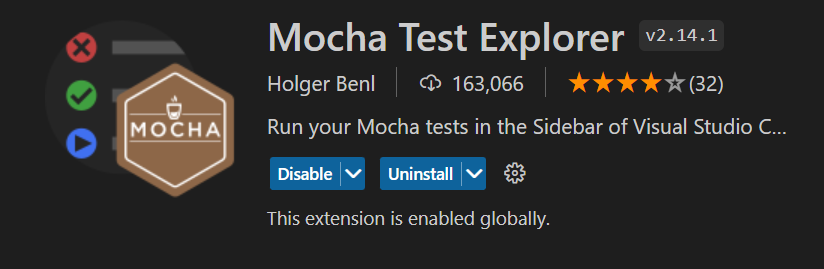 Mocha Test Explorer v2.14.1
MOCHA
Holger Benl 163,066 (32)
Run your Mocha tests in the Sidebar of Visual Studio C...
Disable Uninstall
This extension is enabled globally.